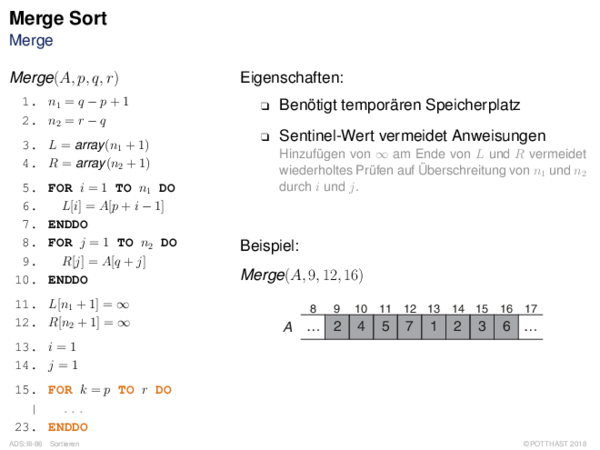 Merge Sort
Merge
Merge(A, p, q, r)
1. n₁ = q − p + 1
2. n₂ = r − q
3. L = array(n₁ + 1)
4. R = array(n₂ + 1)
5. FOR i = 1 TO n₁ DO
6. L[i] = A[p + i − 1]
7. ENDDO
8. FOR j = 1 TO n₂ DO
9. R[j] = A[q + j]
10. ENDDO
11. L[n₁ + 1] = ∞
12. R[n₂ + 1] = ∞
13. i = 1
14. j = 1
15. FOR k = p TO r DO
| ...
23. ENDDO
Eigenschaften:
❑ Benötigt temporären Speicherplatz
❑ Sentinel-Wert vermeidet Anweisungen
Hinzufügen von ∞ am Ende von L und R vermeidet
wiederholtes Prüfen auf Überschreitung von n₁ und n₂
durch i und j.
Beispiel:
Merge(A, 9, 12, 16)
8 9 10 11 12 13 14 15 16 17
A ... 2 4 5 7 1 2 3 6 ...
ADS:III-86 Sortieren
© POTTHAST 2018